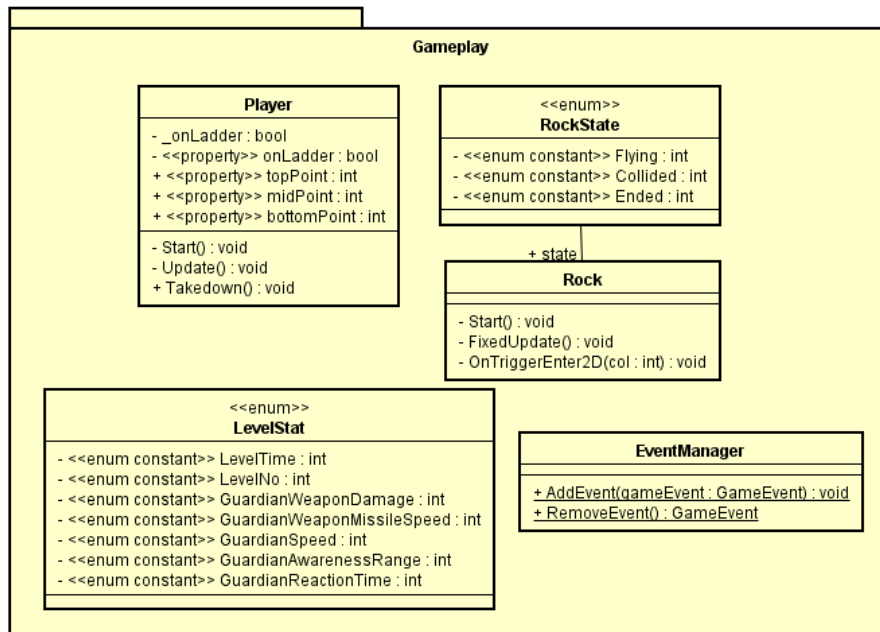 Gameplay
Player
- _onLadder : bool
- <<property>> onLadder : bool
+ <<property>> topPoint : int
+ <<property>> midPoint : int
+ <<property>> bottomPoint : int
- Start() : void
- Update() : void
+ Takedown() : void
<<enum>>
RockState
- <<enum constant>> Flying : int
- <<enum constant>> Collided : int
- <<enum constant>> Ended : int
+ state
Rock
- Start() : void
- FixedUpdate() : void
- OnTriggerEnter2D(col : int) : void
<<enum>>
LevelStat
- <<enum constant>> LevelTime : int
- <<enum constant>> LevelNo : int
- <<enum constant>> GuardianWeaponDamage : int
- <<enum constant>> GuardianWeaponMissileSpeed : int
- <<enum constant>> GuardianSpeed : int
- <<enum constant>> GuardianAwarenessRange : int
- <<enum constant>> GuardianReactionTime : int
EventManager
+ AddEvent(gameEvent : GameEvent) : void
+ RemoveEvent() : GameEvent